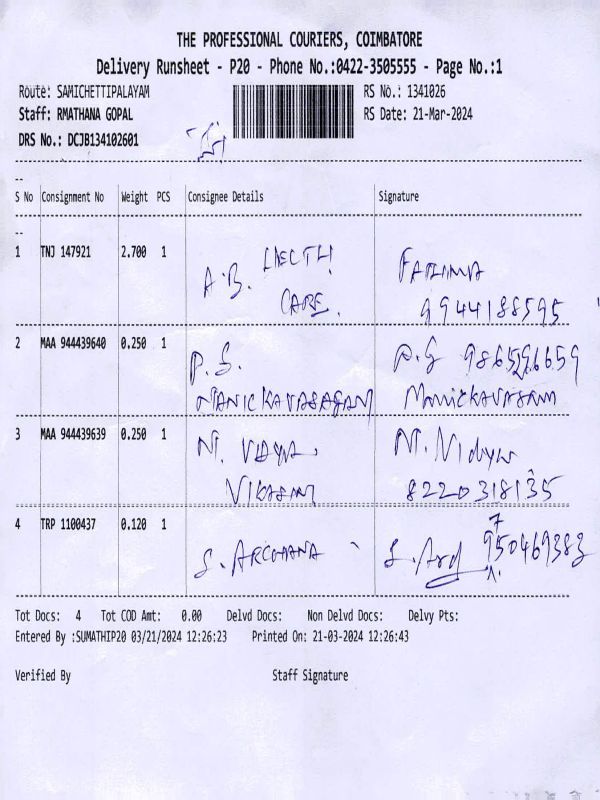 THE PROFESSIONAL COURIERS, COIMBATORE
Delivery Runsheet - P20 - Phone No.:0422-3505555 - Page No.:1
Route: SAMICHETTIPALAYAM RS No.: 1341026
Staff: RMATHANA GOPAL RS Date: 21-Mar-2024
DRS No.: DCJB134102601
--
S No Consignment No Weight PCS Consignee Details Signature
--
1 TNJ 147921 2.700 1 A.B. HECTH FATHIMA
CARE. 9944188595
2 MAA 944439640 0.250 1 P.S. P.S
MANICKAVASAGAM Manickavasam
3 MAA 944439639 0.250 1 M. VIDYA. M. Vidya
VIKASAM 8220318135
4 TRP 1100437 0.120 1 S. ARCHANA
Tot Docs: 4 Tot COD Amt: 0.00 Delvd Docs: Non Delvd Docs: Delvy Pts:
Entered By :SUMATHIP20 03/21/2024 12:26:23 Printed On: 21-03-2024 12:26:43
Verified By Staff Signature